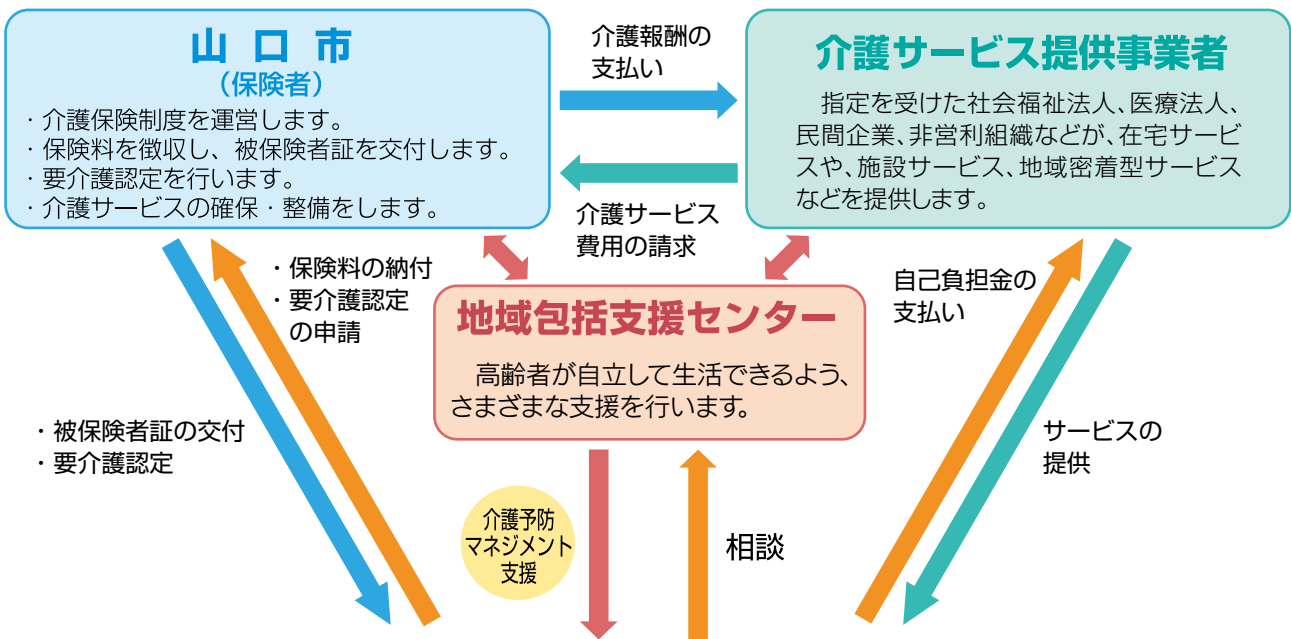 山口市
（保険者）
・介護保険制度を運営します。
・保険料を徴収し、被保険者証を交付します。
・要介護認定を行います。
・介護サービスの確保・整備をします。
介護報酬の
支払い
介護サービス
費用の請求
介護サービス提供事業者
指定を受けた社会福祉法人、医療法人、
民間企業、非営利組織などが、在宅サービ
スや、施設サービス、地域密着型サービス
などを提供します。
・保険料の納付
・要介護認定
の申請
地域包括支援センター
高齢者が自立して生活できるよう、
さまざまな支援を行います。
自己負担金の
支払い
・被保険者証の交付
・要介護認定
サービスの
提供
介護予防
マネジメント
支援
相談